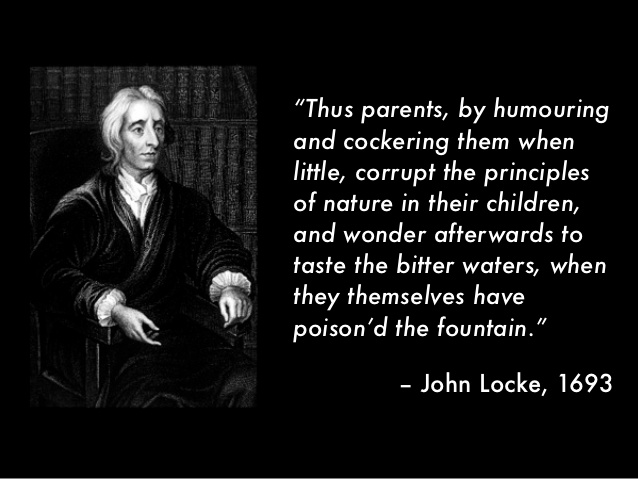 “Thus parents, by humouring
and cockering them when
little, corrupt the principles
of nature in their children,
and wonder afterwards to
taste the bitter waters, when
they themselves have
poison’d the fountain.”
– John Locke, 1693